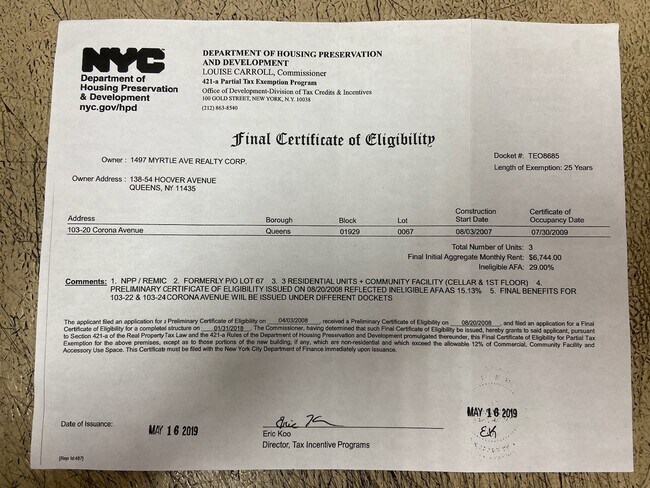 NYC
Department of
Housing Preservation
& Development
nyc.gov/hpd
DEPARTMENT OF HOUSING PRESERVATION
AND DEVELOPMENT
LOUISE CARROLL, Commissioner
421-a Partial Tax Exemption Program
Office of Development-Division of Tax Credits & Incentives
100 GOLD STREET, NEW YORK, N.Y. 10038
(212) 863-8540
Final Certificate of Eligibility
Owner : 1497 MYRTLE AVE REALTY CORP.
Docket #: TEO8685
Length of Exemption: 25 Years
Owner Address : 138-54 HOOVER AVENUE
QUEENS, NY 11435
Address Borough Block Lot Construction Start Date Certificate of Occupancy Date
103-20 Corona Avenue Queens 01929 0067 08/03/2007 07/30/2009
Total Number of Units: 3
Final Initial Aggregate Monthly Rent: $6,744.00
Ineligible AFA: 29.00%
Comments: 1. NPP / REMIC 2. FORMERLY P/O LOT 67 3. 3 RESIDENTIAL UNITS + COMMUNITY FACILITY (CELLAR & 1ST FLOOR) 4.
PRELIMINARY CERTIFICATE OF ELIGIBILITY ISSUED ON 08/20/2008 REFLECTED INELIGIBLE AFA AS 15.13% 5. FINAL BENEFITS FOR
103-22 & 103-24 CORONA AVENUE WILL BE ISSUED UNDER DIFFERENT DOCKETS
The applicant filed an application for a Preliminary Certificate of Eligibility on 04/03/2008 received a Preliminary Certificate of Eligibility on 08/20/2008, and filed an application for a Final
Certificate of Eligibility for a completed structure on 01/31/2018 The Commissioner, having determined that such Final Certificate of Eligibility be issued, hereby grants to said applicant, pursuant
to Section 421-a of the Real PropertyTax Law and the 421-a Rules of the Department of Housing Preservation and Development promulgated thereunder, this Final Certificate of Eligibility for Partial Tax
Exemption for the above premises, except as to those portions of the new building, if any, which are non-residential and which exceed the allowable 12% of Commercial, Community Facility and
Accessory Use Space. This Certificate must be filed with the New York City Department of Finance immediately upon issuance.
Date of Issuance: MAY 16 2019
Eric Koo
Director, Tax Incentive Programs
MAY 16 2019
EK
[Rep Id:487]